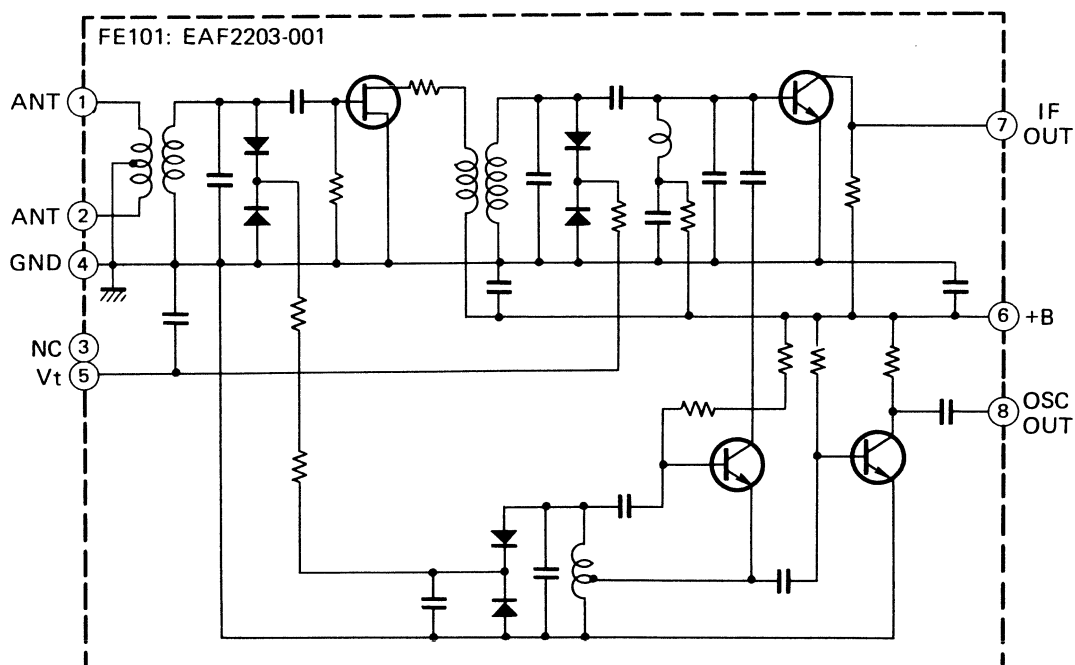 FE101: EAF2203-001
ANT 1
ANT 2
GND 4
NC 3
Vt 5
7 IF
OUT
6 +B
8 OSC
OUT